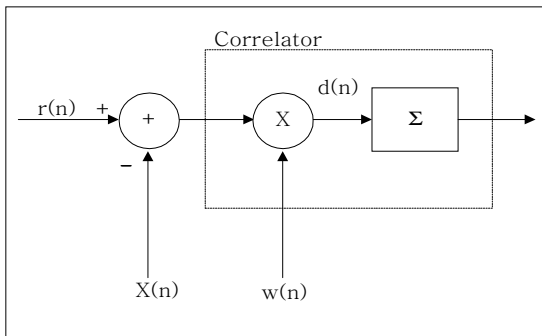 Correlator
d(n)
r(n)
+
+
X
Σ
−
X(n)
w(n)